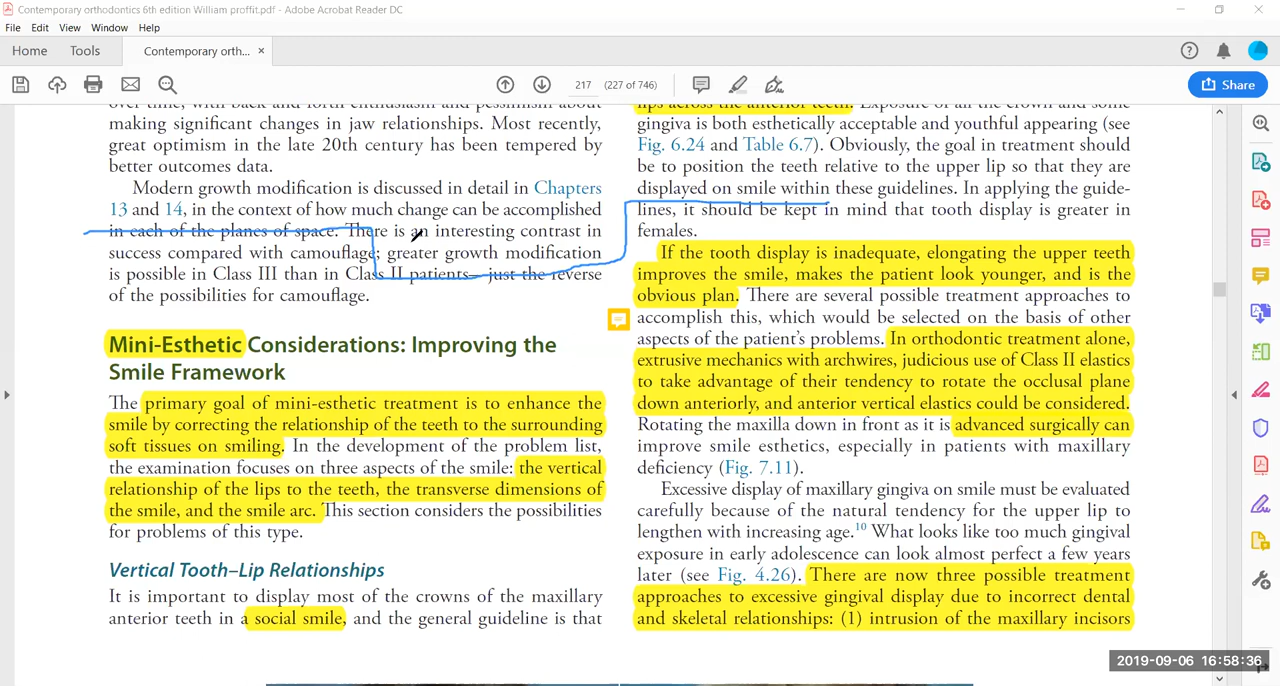 Contemporary orthodontics 6th edition William proffit.pdf - Adobe Acrobat Reader DC
File Edit View Window Help
Home Tools Contemporary orth... ×
217 (227 of 746) Share
over time, with back and forth enthusiasm and pessimism about
making significant changes in jaw relationships. Most recently,
great optimism in the late 20th century has been tempered by
better outcomes data.
Modern growth modification is discussed in detail in Chapters
13 and 14, in the context of how much change can be accomplished
in each of the planes of space. There is an interesting contrast in
success compared with camouflage; greater growth modification
is possible in Class III than in Class II patients—just the reverse
of the possibilities for camouflage.
Mini-Esthetic Considerations: Improving the
Smile Framework
The primary goal of mini-esthetic treatment is to enhance the
smile by correcting the relationship of the teeth to the surrounding
soft tissues on smiling. In the development of the problem list,
the examination focuses on three aspects of the smile: the vertical
relationship of the lips to the teeth, the transverse dimensions of
the smile, and the smile arc. This section considers the possibilities
for problems of this type.
Vertical Tooth–Lip Relationships
It is important to display most of the crowns of the maxillary
anterior teeth in a social smile, and the general guideline is that
lips across the anterior teeth. Exposure of all the crown and some
gingiva is both esthetically acceptable and youthful appearing (see
Fig. 6.24 and Table 6.7). Obviously, the goal in treatment should
be to position the teeth relative to the upper lip so that they are
displayed on smile within these guidelines. In applying the guide-
lines, it should be kept in mind that tooth display is greater in
females.
If the tooth display is inadequate, elongating the upper teeth
improves the smile, makes the patient look younger, and is the
obvious plan. There are several possible treatment approaches to
accomplish this, which would be selected on the basis of other
aspects of the patient's problems. In orthodontic treatment alone,
extrusive mechanics with archwires, judicious use of Class II elastics
to take advantage of their tendency to rotate the occlusal plane
down anteriorly, and anterior vertical elastics could be considered.
Rotating the maxilla down in front as it is advanced surgically can
improve smile esthetics, especially in patients with maxillary
deficiency (Fig. 7.11).
Excessive display of maxillary gingiva on smile must be evaluated
carefully because of the natural tendency for the upper lip to
lengthen with increasing age.10 What looks like too much gingival
exposure in early adolescence can look almost perfect a few years
later (see Fig. 4.26). There are now three possible treatment
approaches to excessive gingival display due to incorrect dental
and skeletal relationships: (1) intrusion of the maxillary incisors
2019-09-06 16:58:36